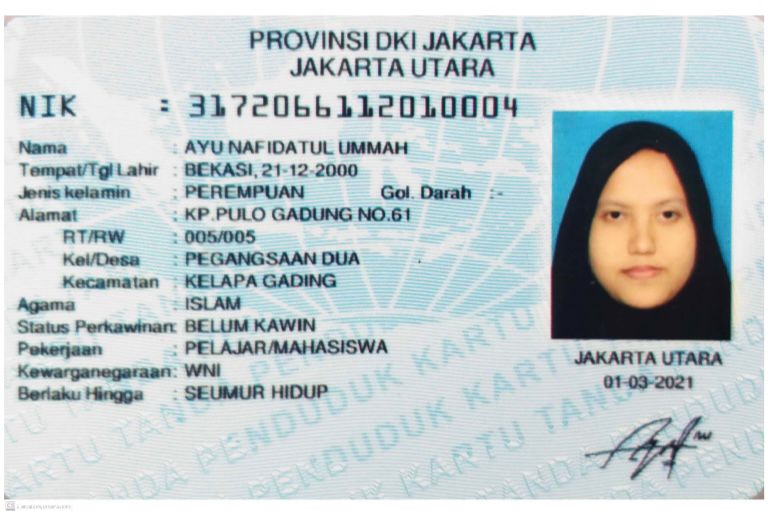 PROVINSI DKI JAKARTA
JAKARTA UTARA
NIK : 3172066112010004
Nama : AYU NAFIDATUL UMMAH
Tempat/Tgl Lahir : BEKASI, 21-12-2000
Jenis kelamin : PEREMPUAN Gol. Darah :-
Alamat : KP.PULO GADUNG NO.61
RT/RW : 005/005
Kel/Desa : PEGANGSAAN DUA
Kecamatan : KELAPA GADING
Agama : ISLAM
Status Perkawinan: BELUM KAWIN
Pekerjaan : PELAJAR/MAHASISWA
Kewarganegaraan: WNI
Berlaku Hingga : SEUMUR HIDUP
JAKARTA UTARA
01-03-2021